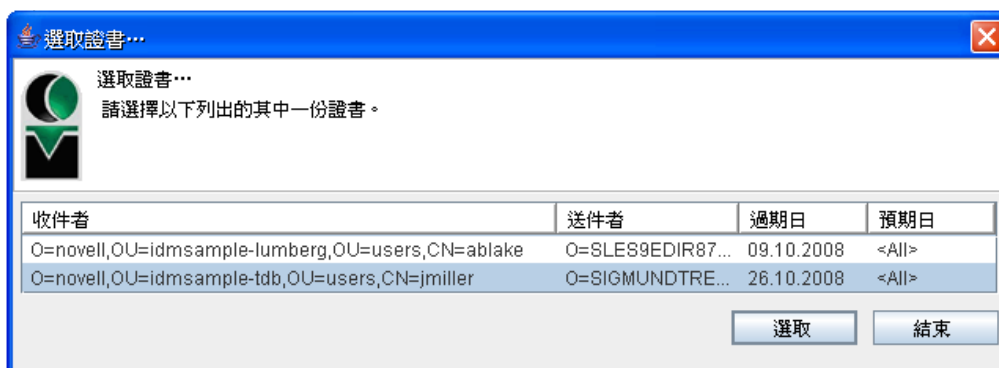 選取證書…
選取證書…
請選擇以下列出的其中一份證書。
收件者 送件者 過期日 預期日
O=novell,OU=idmsample-lumberg,OU=users,CN=ablake O=SLES9EDIR87... 09.10.2008 <All>
O=novell,OU=idmsample-tdb,OU=users,CN=jmiller O=SIGMUNDTRE... 26.10.2008 <All>
選取 結束